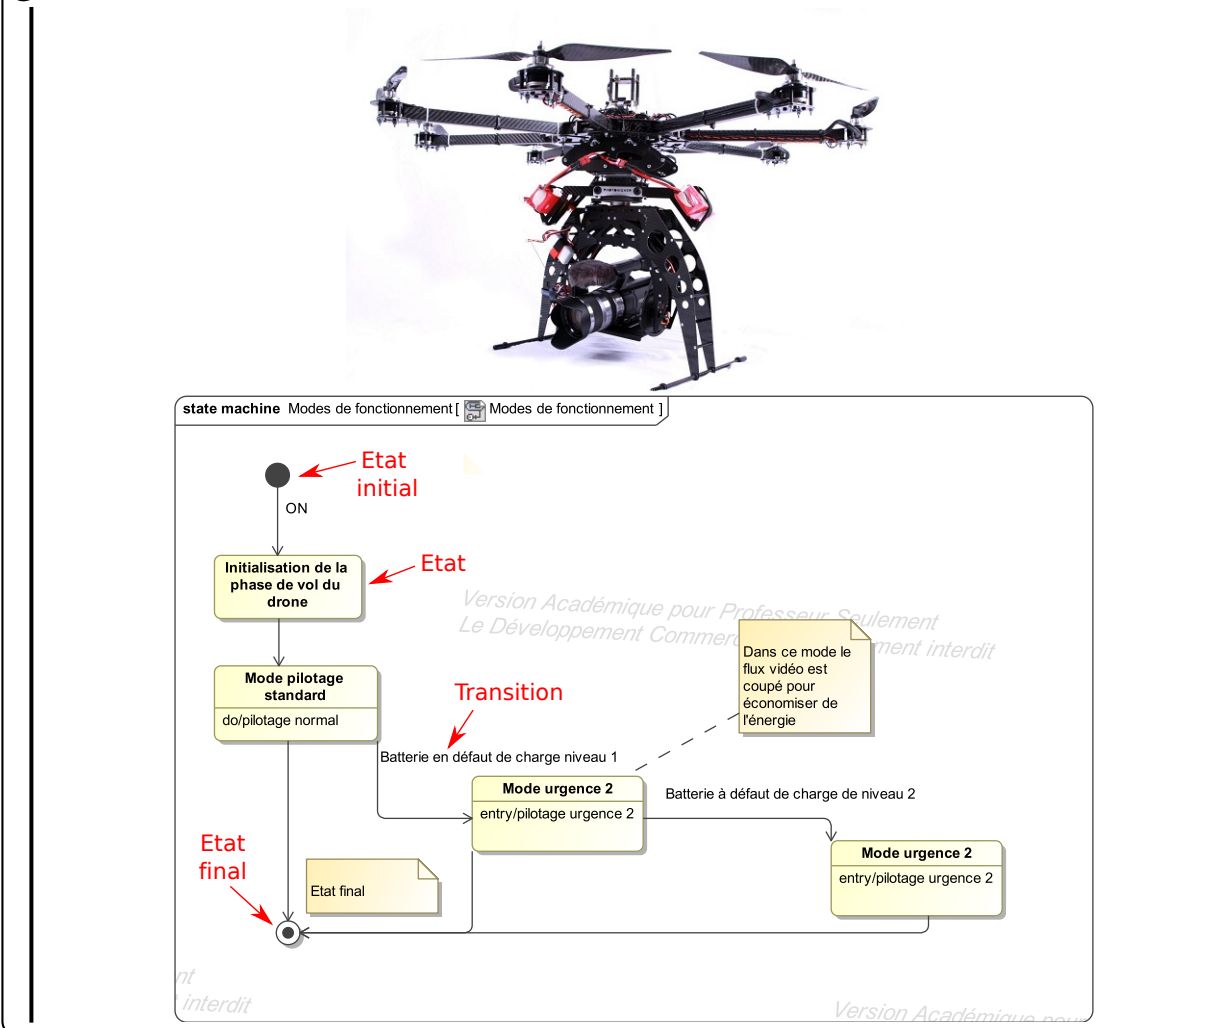 state machine Modes de fonctionnement [ Modes de fonctionnement ]
Etat
initial
ON
Initialisation de la
phase de vol du
drone
Etat
Version Académique pour Professeur Seulement
Le Développement Commer
ment interdit
Dans ce mode le
flux vidéo est
coupé pour
économiser de
l'énergie
Mode pilotage
standard
do/pilotage normal
Transition
Batterie en défaut de charge niveau 1
Mode urgence 2
entry/pilotage urgence 2
Batterie à défaut de charge de niveau 2
Mode urgence 2
entry/pilotage urgence 2
Etat
final
Etat final
nt
interdit
Version Académique pour